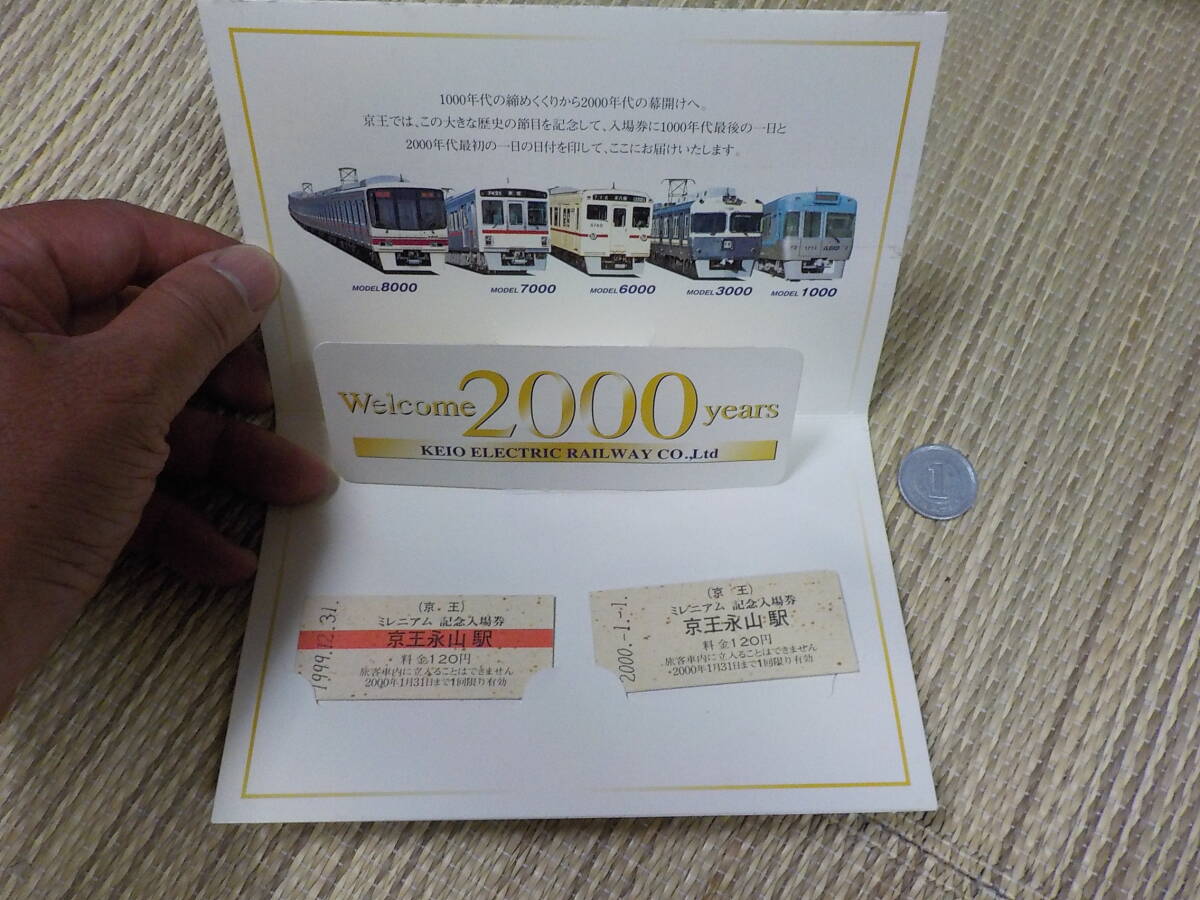 1000年代の締めくくりから2000年代の幕開けへ。
京王では、この大きな歴史の節目を記念して、入場券に1000年代最後の一日と
2000年代最初の一日の日付を印して、ここにお届けいたします。
MODEL 8000
MODEL 7000
MODEL 6000
MODEL 3000
MODEL 1000
Welcome 2000 years
KEIO ELECTRIC RAILWAY CO.,Ltd
1
1999.12.31.
(京.王)
ミレニアム 記念入場券
京王永山駅
料金120円
旅客車内に立入ることはできません
2000年1月31日まで1回限り有効
2000.-1.-1.
(京 王)
ミレニアム 記念入場券
京王永山駅
料金120円
旅客車内に立入ることはできません
2000年1月31日まで1回限り有効